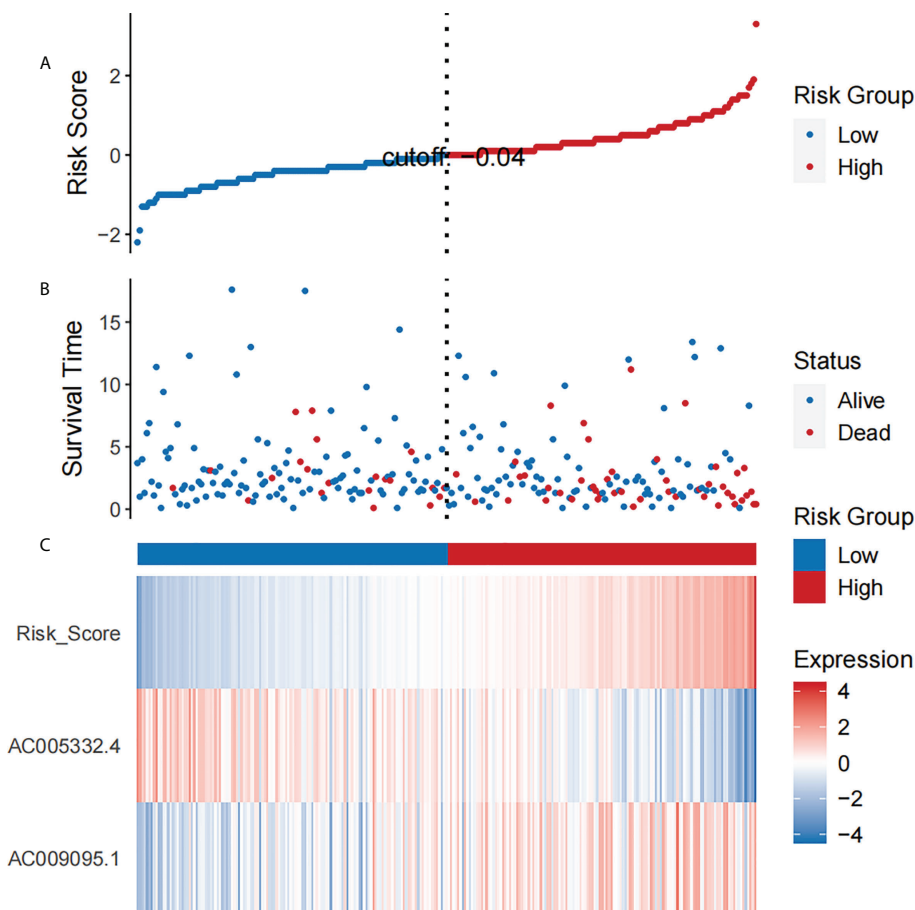 A
Risk Score
2
0
−2
cutoff: −0.04
Risk Group
Low
High
B
Survival Time
15
10
5
0
Status
Alive
Dead
C
Risk_Score
AC005332.4
AC009095.1
Risk Group
Low
High
Expression
4
2
0
−2
−4